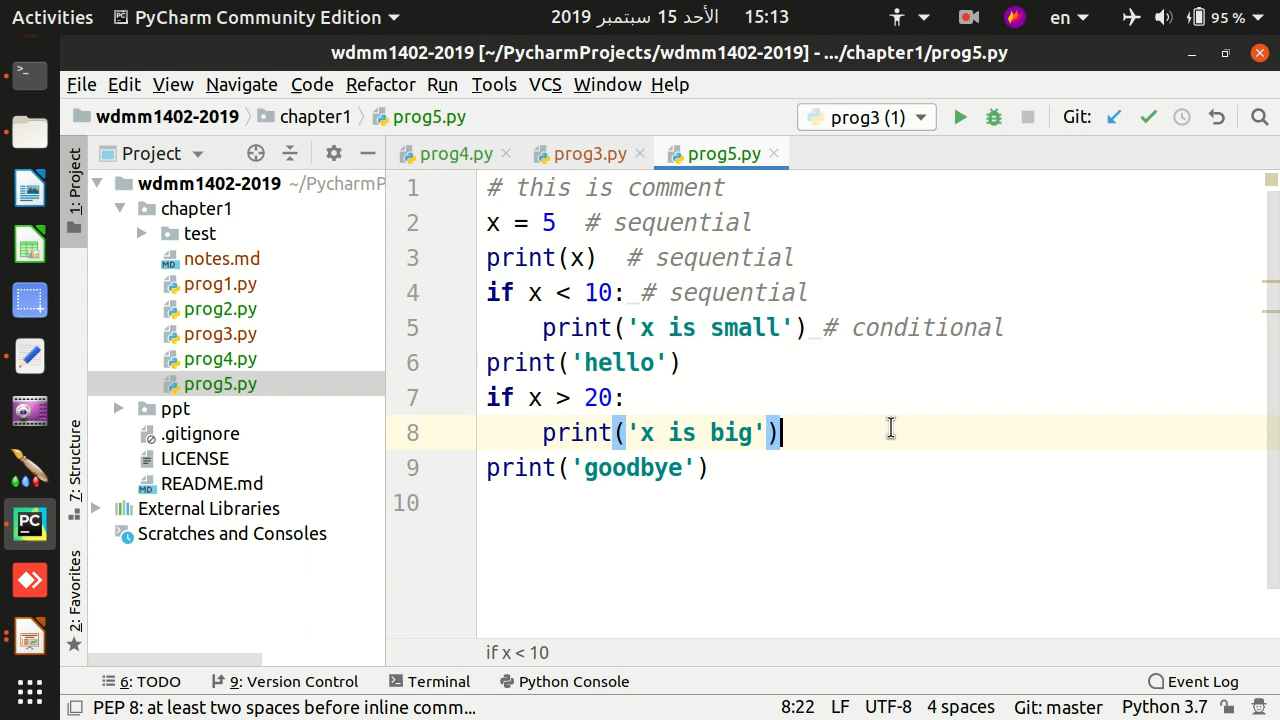 Activities PyCharm Community Edition 2019 الأحد 15 سبتمبر 15:13 en 95 %
wdmm1402-2019 [~/PycharmProjects/wdmm1402-2019] - .../chapter1/prog5.py
File Edit View Navigate Code Refactor Run Tools VCS Window Help
wdmm1402-2019 chapter1 prog5.py prog3 (1) Git:
1: Project
7: Structure
2: Favorites
Project
wdmm1402-2019 ~/PycharmP
chapter1
test
notes.md
prog1.py
prog2.py
prog3.py
prog4.py
prog5.py
ppt
.gitignore
LICENSE
README.md
External Libraries
Scratches and Consoles
prog4.py prog3.py prog5.py
1 # this is comment
2 x = 5  # sequential
3 print(x)  # sequential
4 if x < 10: # sequential
5     print('x is small') # conditional
6 print('hello')
7 if x > 20:
8     print('x is big')
9 print('goodbye')
10
if x < 10
6: TODO 9: Version Control Terminal Python Console Event Log
PEP 8: at least two spaces before inline comm... 8:22 LF UTF-8 4 spaces Git: master Python 3.7